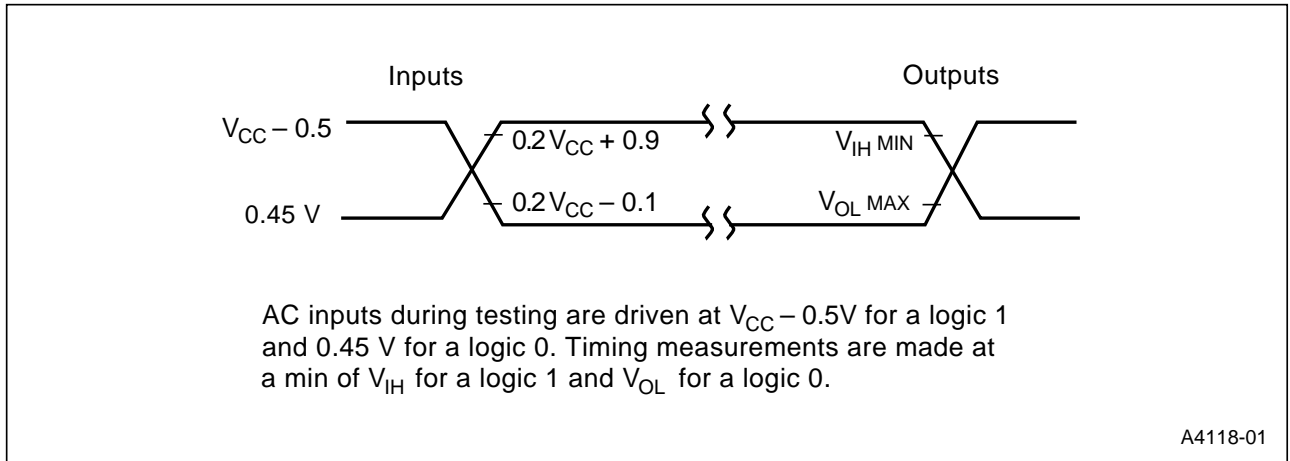 Inputs Outputs
V_CC – 0.5
0.2 V_CC + 0.9 V_IH MIN
0.45 V
0.2 V_CC – 0.1 V_OL MAX
AC inputs during testing are driven at V_CC – 0.5V for a logic 1
and 0.45 V for a logic 0. Timing measurements are made at
a min of V_IH for a logic 1 and V_OL for a logic 0.
A4118-01